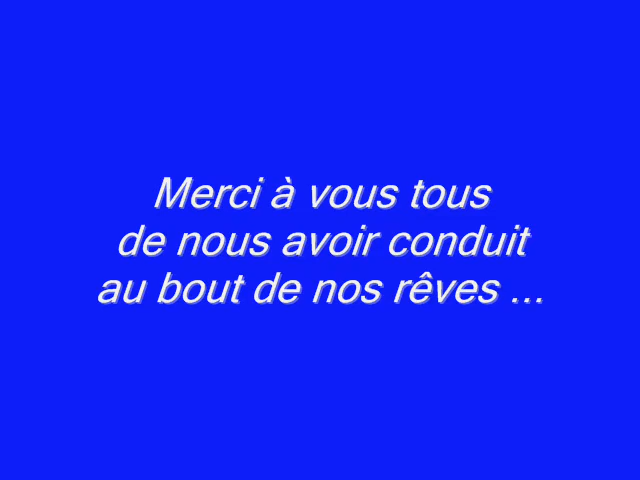 Merci à vous tous
de nous avoir conduit
au bout de nos rêves ...